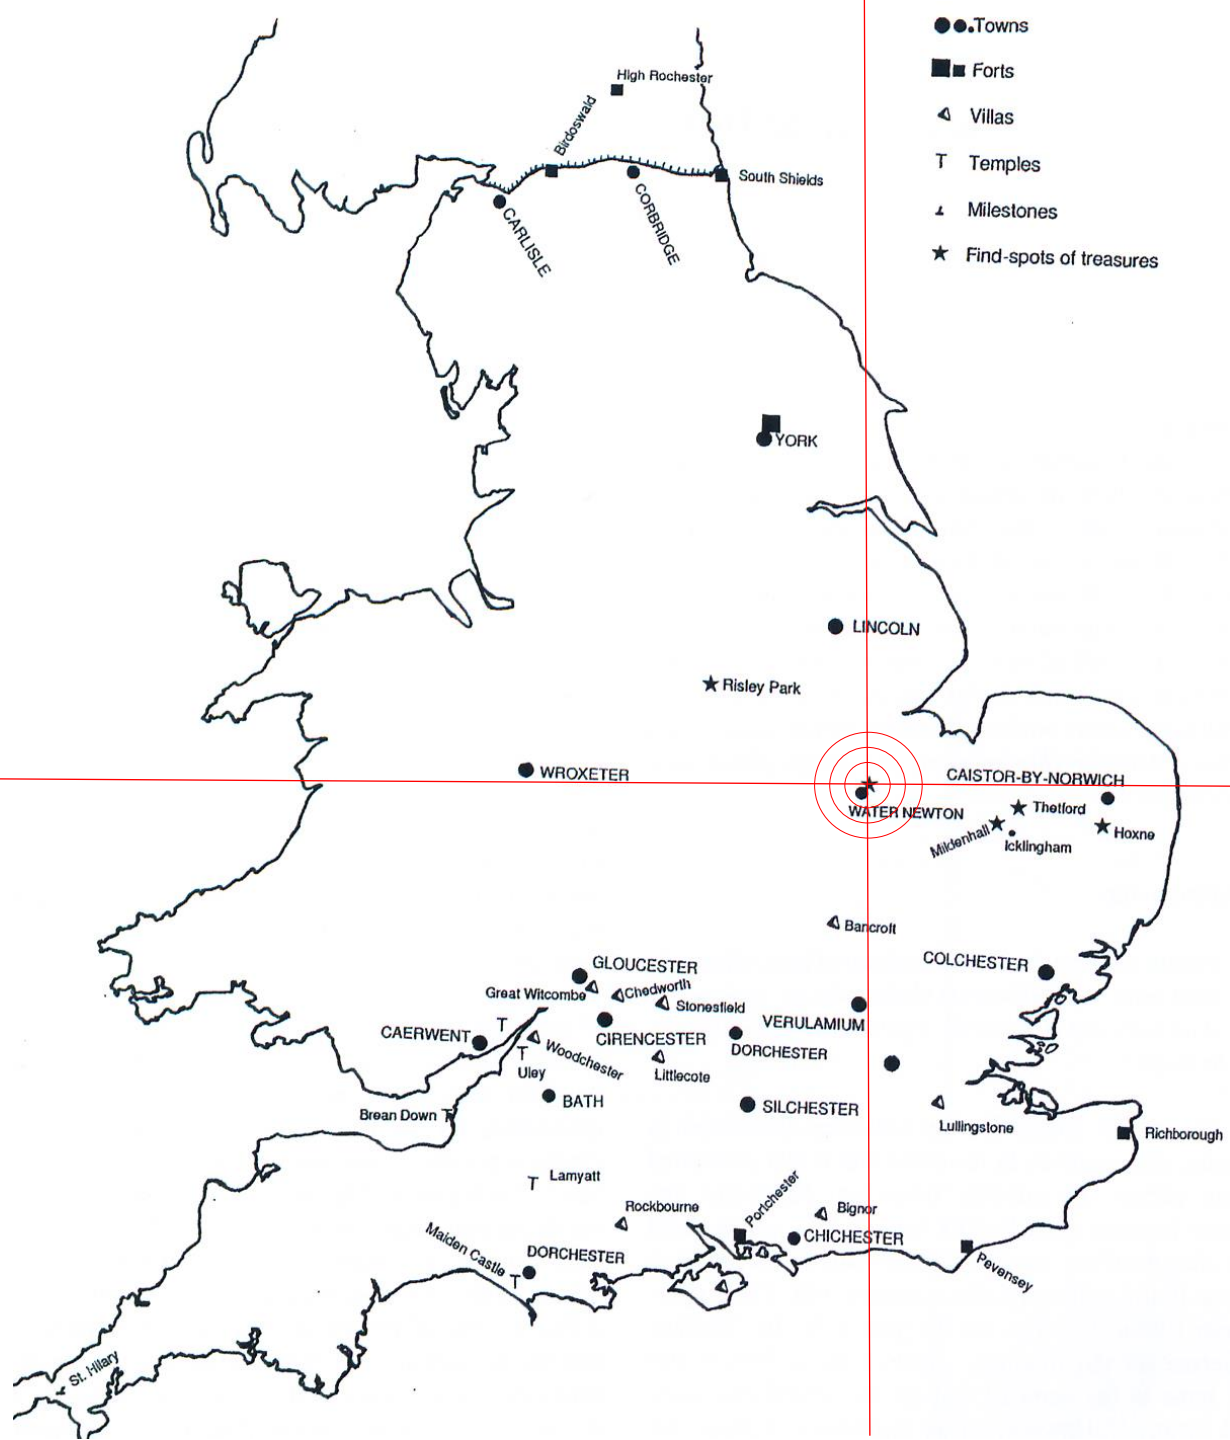 Towns
Forts
Villas
Temples
Milestones
Find-spots of treasures
High Rochester
Birdoswald
South Shields
CARLISLE
CORBRIDGE
YORK
LINCOLN
Risley Park
WROXETER
CAISTOR-BY-NORWICH
WATER NEWTON
Thetford
Mildenhall
Hoxne
Icklingham
Bancroft
GLOUCESTER
COLCHESTER
Great Witcombe
Chedworth
Stonesfield
VERULAMIUM
CAERWENT
CIRENCESTER
DORCHESTER
Woodchester
Uley
Littlecote
BATH
SILCHESTER
Brean Down
Lullingstone
Richborough
Lamyatt
Portchester
Rockbourne
Bignor
CHICHESTER
Maiden Castle
DORCHESTER
Pevensey
St. Hilary